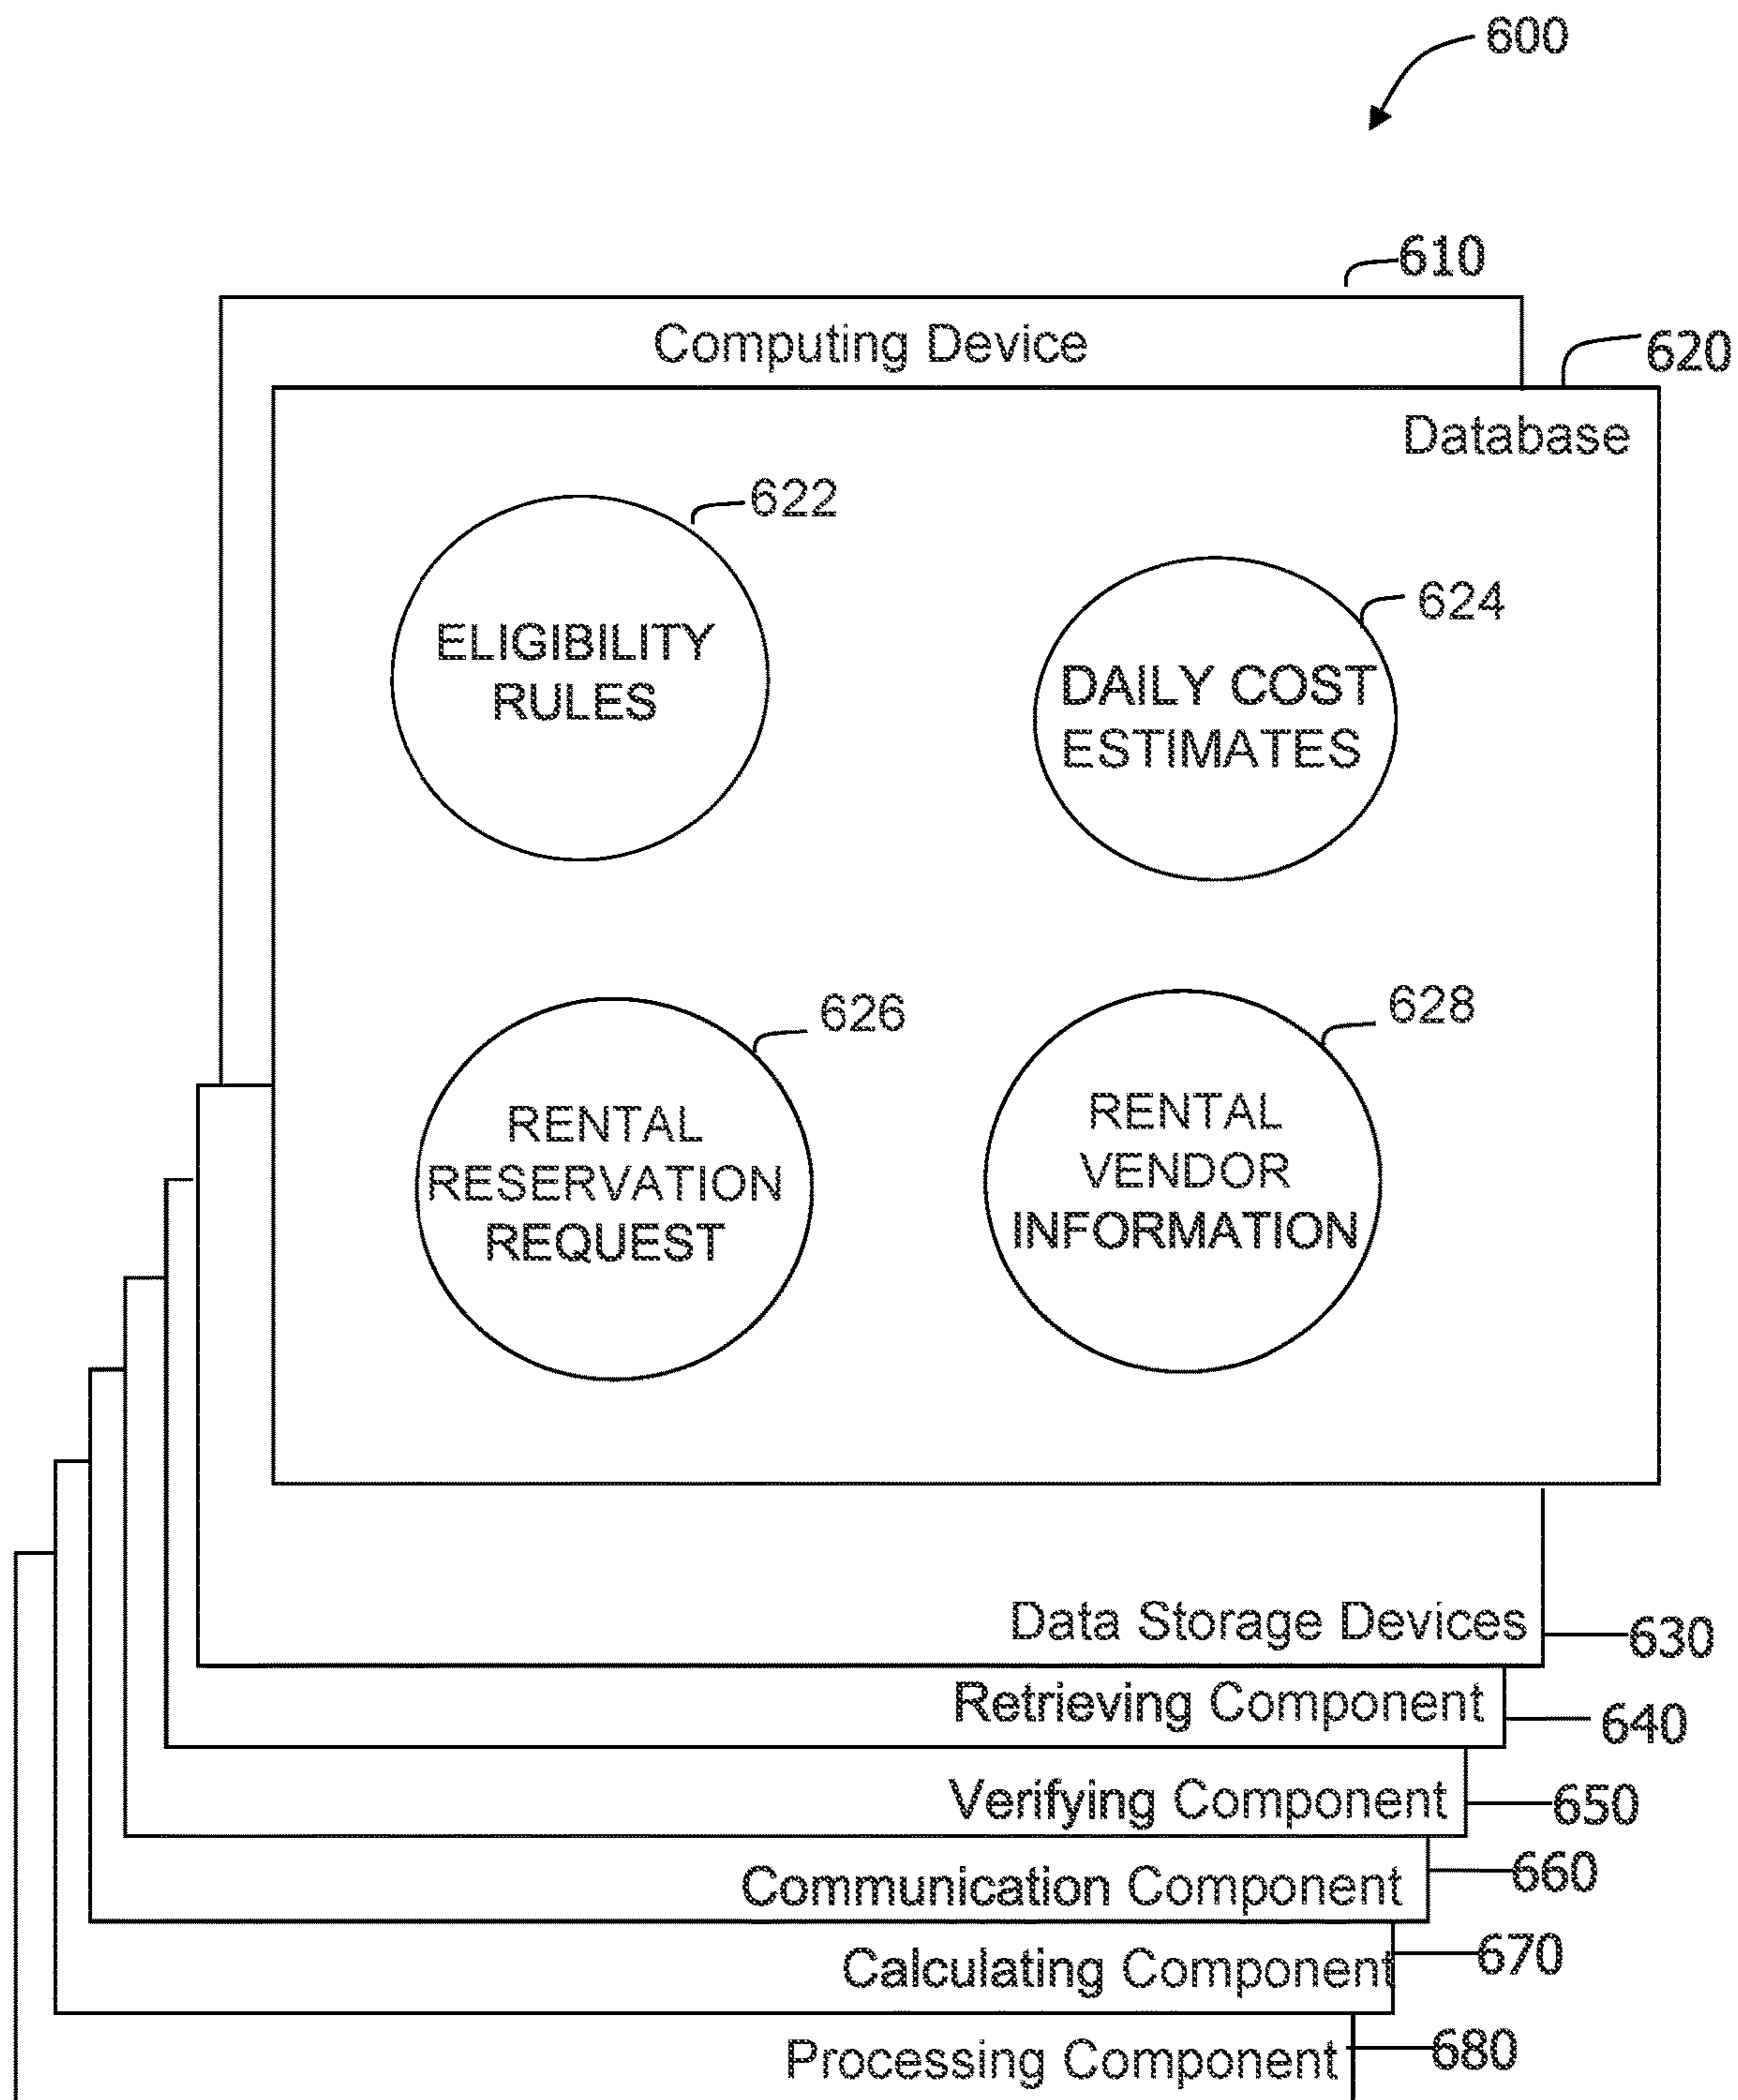 600
610
Computing Device
620
Database
622
ELIGIBILITY
RULES
624
DAILY COST
ESTIMATES
626
RENTAL
RESERVATION
REQUEST
628
RENTAL
VENDOR
INFORMATION
Data Storage Devices
630
Retrieving Component
640
Verifying Component
650
Communication Component
660
Calculating Component
670
Processing Component
680